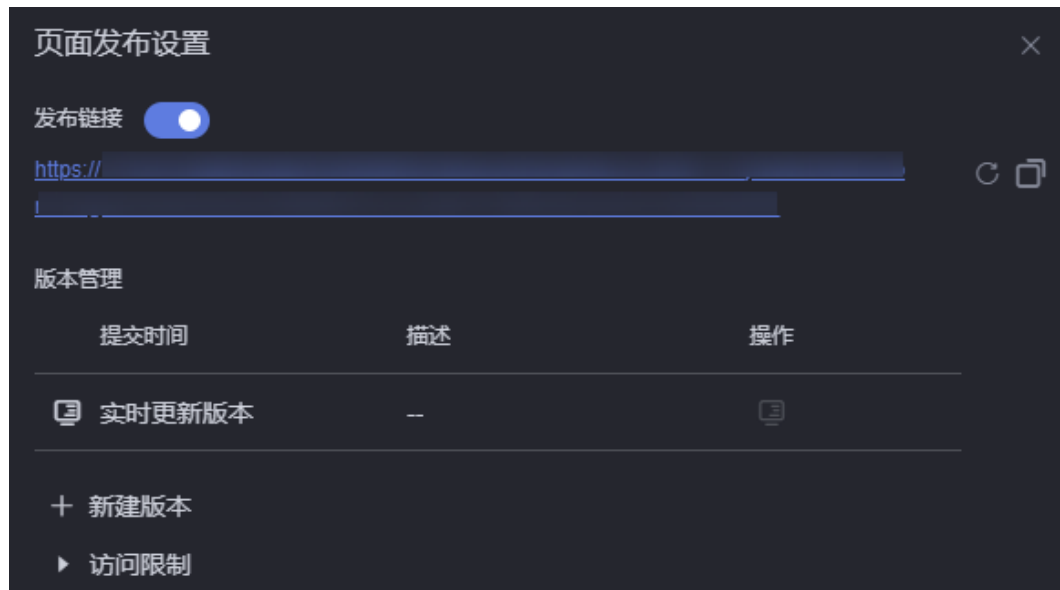 页面发布设置
发布链接
https://
版本管理
提交时间 描述 操作
实时更新版本 --
新建版本
访问限制